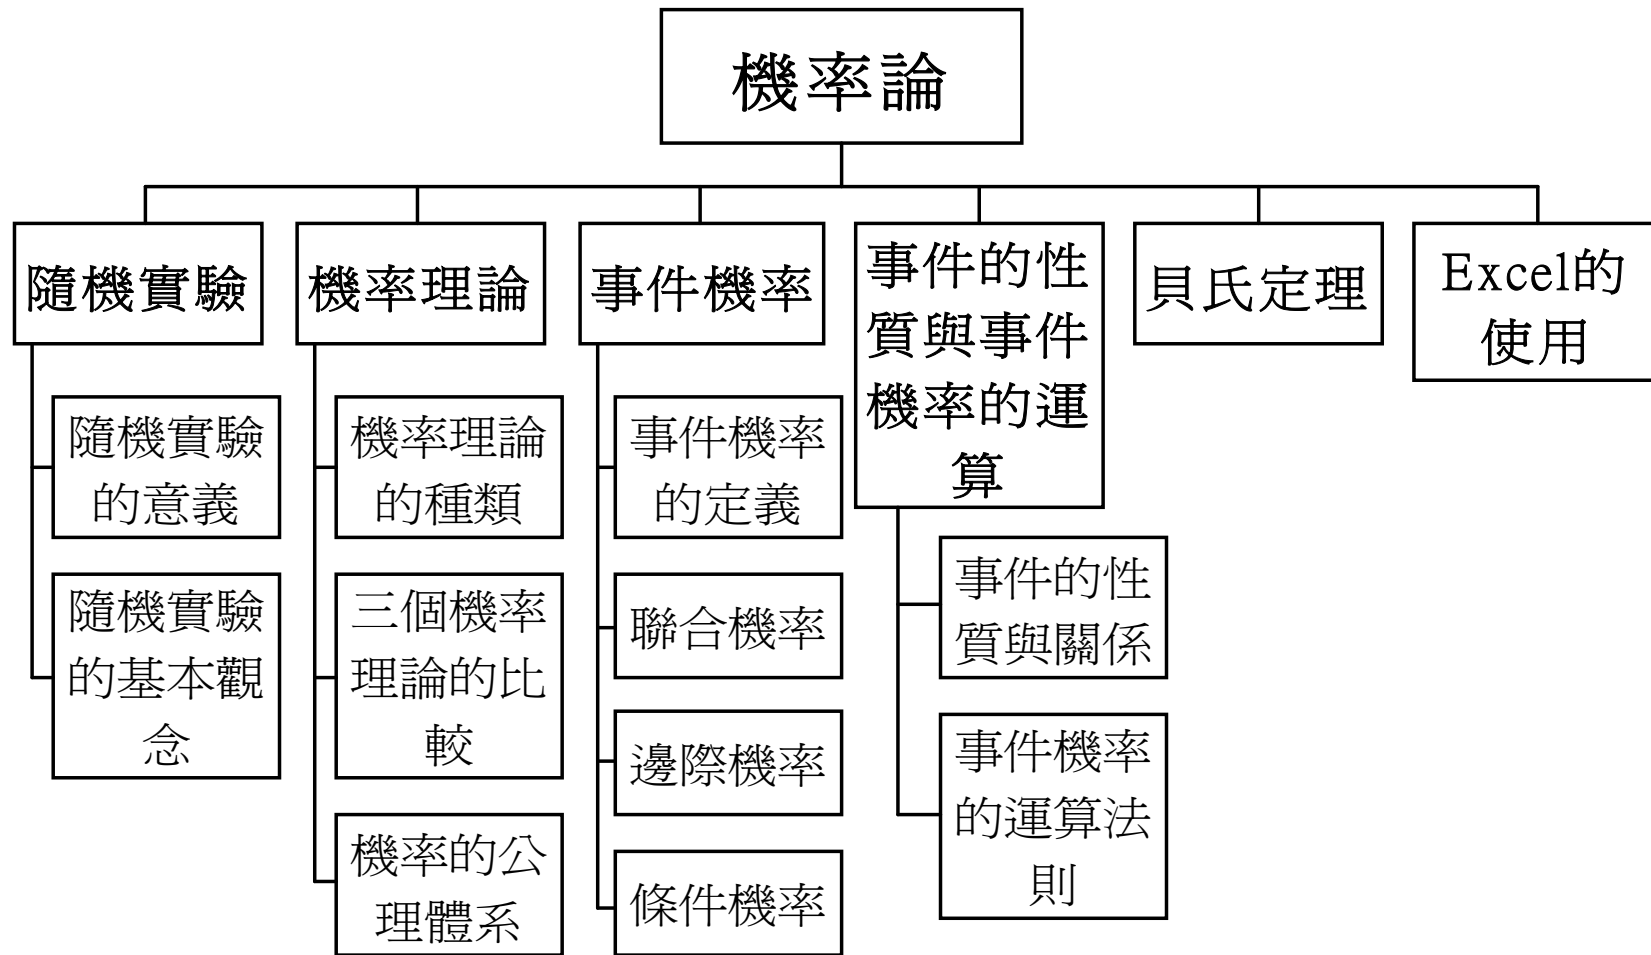 機率論
隨機實驗
隨機實驗
的意義
隨機實驗
的基本觀
念
機率理論
機率理論
的種類
三個機率
理論的比
較
機率的公
理體系
事件機率
事件機率
的定義
聯合機率
邊際機率
條件機率
事件的性
質與事件
機率的運
算
事件的性
質與關係
事件機率
的運算法
則
貝氏定理
Excel的
使用